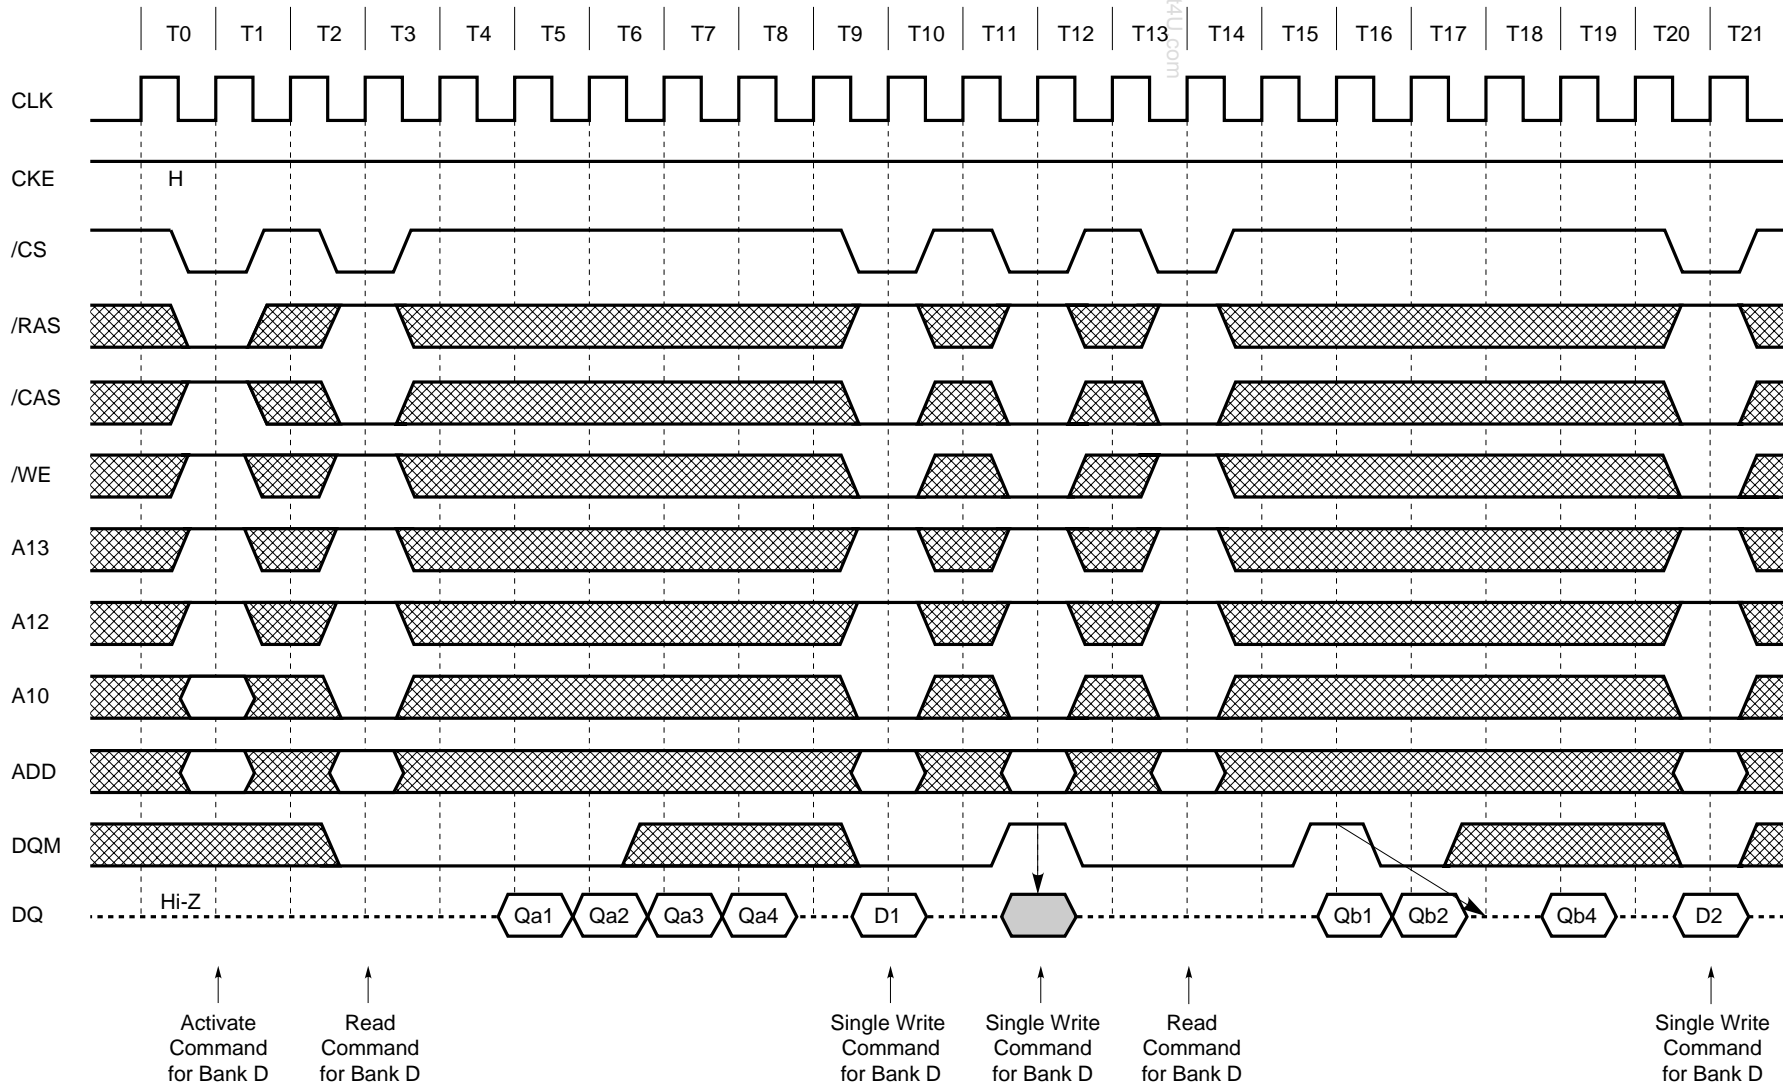 T0 T1 T2 T3 T4 T5 T6 T7 T8 T9 T10 T11 T12 T13 T14 T15 T16 T17 T18 T19 T20 T21
t4U.com
CLK
CKE H
/CS
/RAS
/CAS
/WE
A13
A12
A10
ADD
DQM
DQ Hi-Z Qa1 Qa2 Qa3 Qa4 D1 Qb1 Qb2 Qb4 D2
Activate
Command
for Bank D
Read
Command
for Bank D
Single Write
Command
for Bank D
Single Write
Command
for Bank D
Read
Command
for Bank D
Single Write
Command
for Bank D